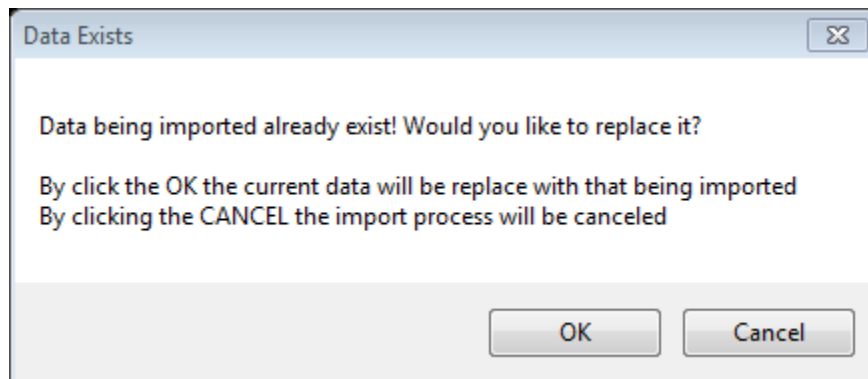 Data Exists
Data being imported already exist! Would you like to replace it?
By click the OK the current data will be replace with that being imported
By clicking the CANCEL the import process will be canceled
OK
Cancel